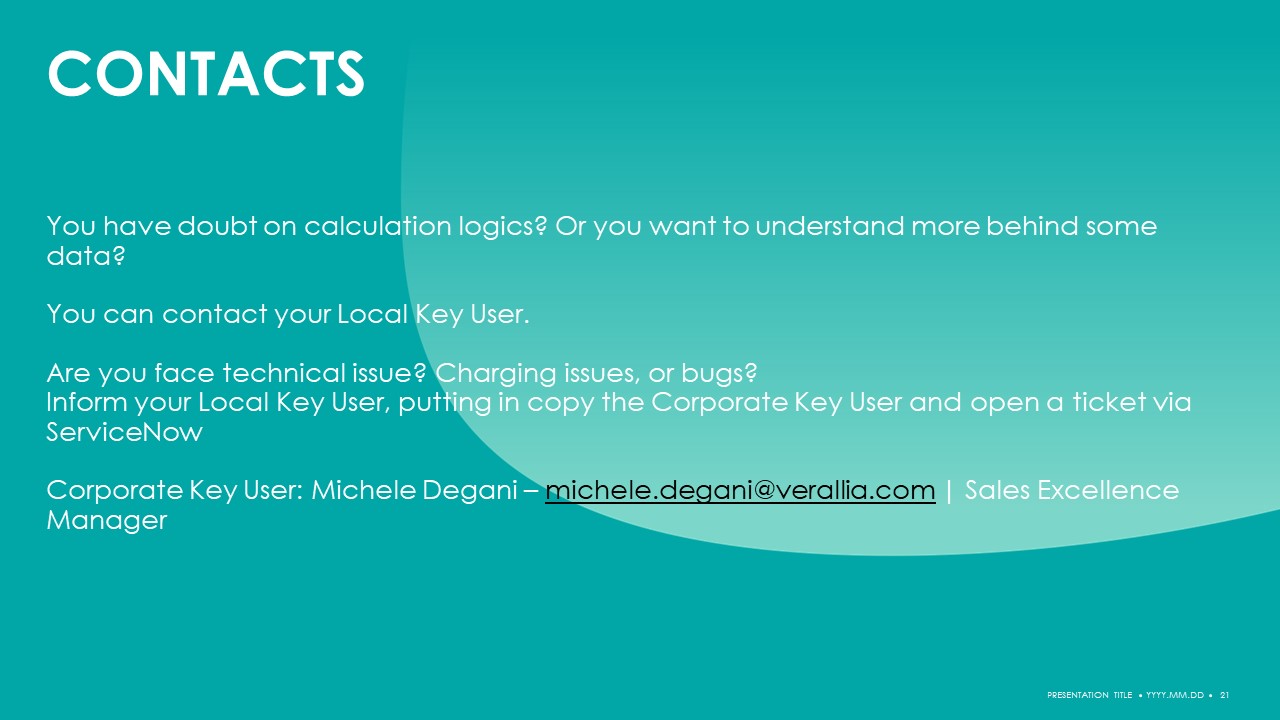 CONTACTS
You have doubt on calculation logics? Or you want to understand more behind some
data?
You can contact your Local Key User.
Are you face technical issue? Charging issues, or bugs?
Inform your Local Key User, putting in copy the Corporate Key User and open a ticket via
ServiceNow
Corporate Key User: Michele Degani – michele.degani@verallia.com | Sales Excellence
Manager
PRESENTATION TITLE • YYYY.MM.DD • 21